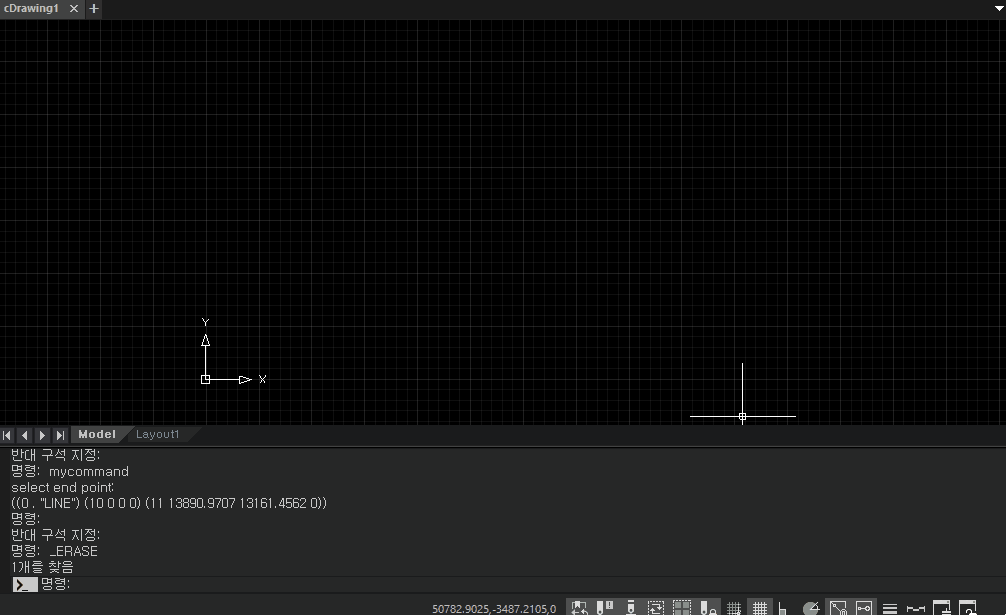 cDrawing1
Y
X
Model Layout1
반대 구석 지정:
명령: mycommand
select end point:
((0 . "LINE") (10 0 0 0) (11 13890.9707 13161.4562 0))
명령:
반대 구석 지정:
명령: _ERASE
1개를 찾음
명령:
50782.9025,-3487.2105,0